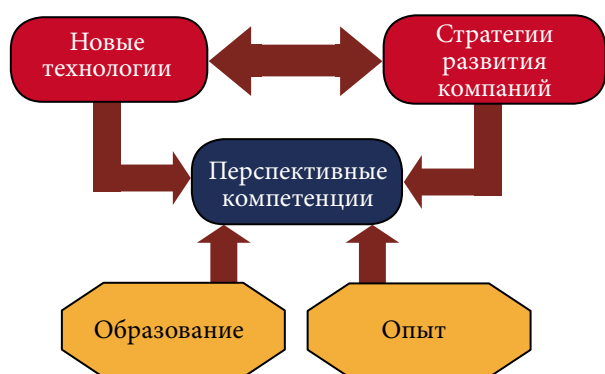 Новые
технологии
Стратегии
развития
компаний
Перспективные
компетенции
Образование
Опыт